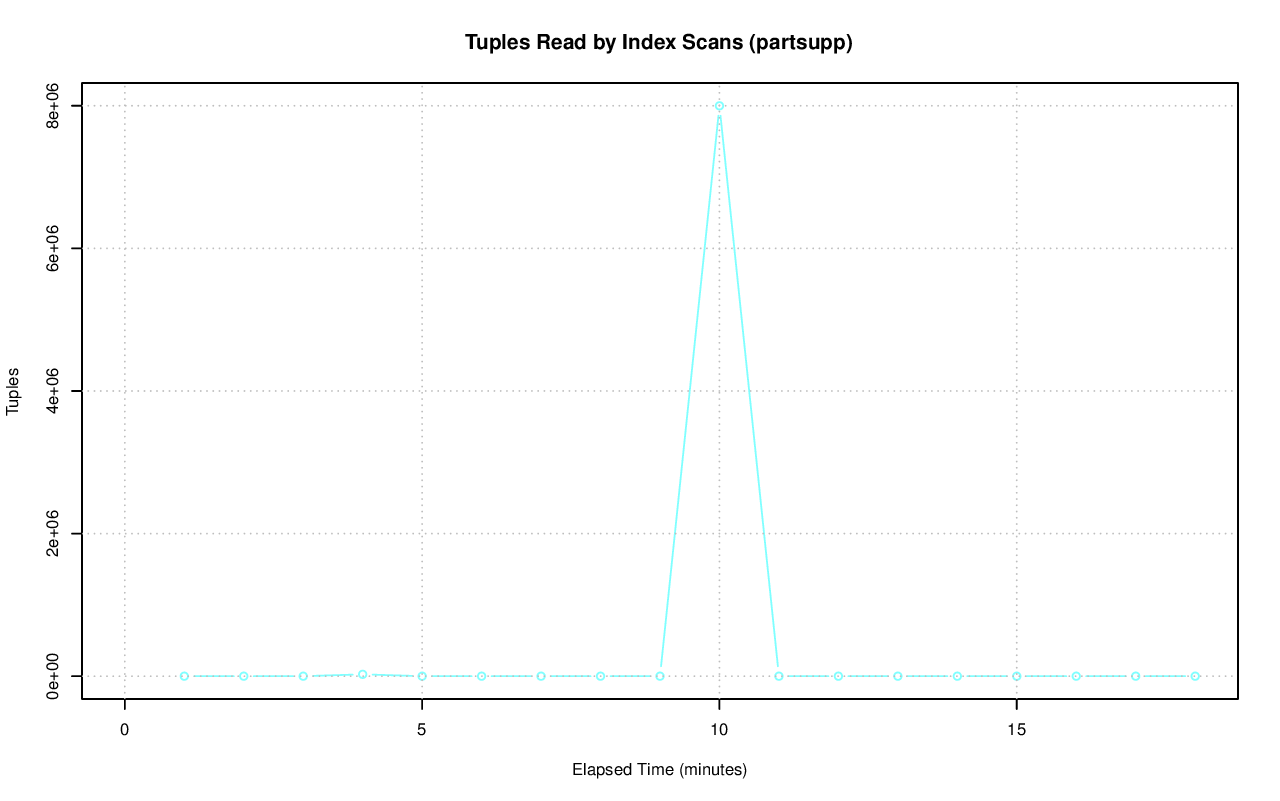 Tuples Read by Index Scans (partsupp)
8e+06
6e+06
4e+06
2e+06
0e+00
Tuples
0 5 10 15
Elapsed Time (minutes)